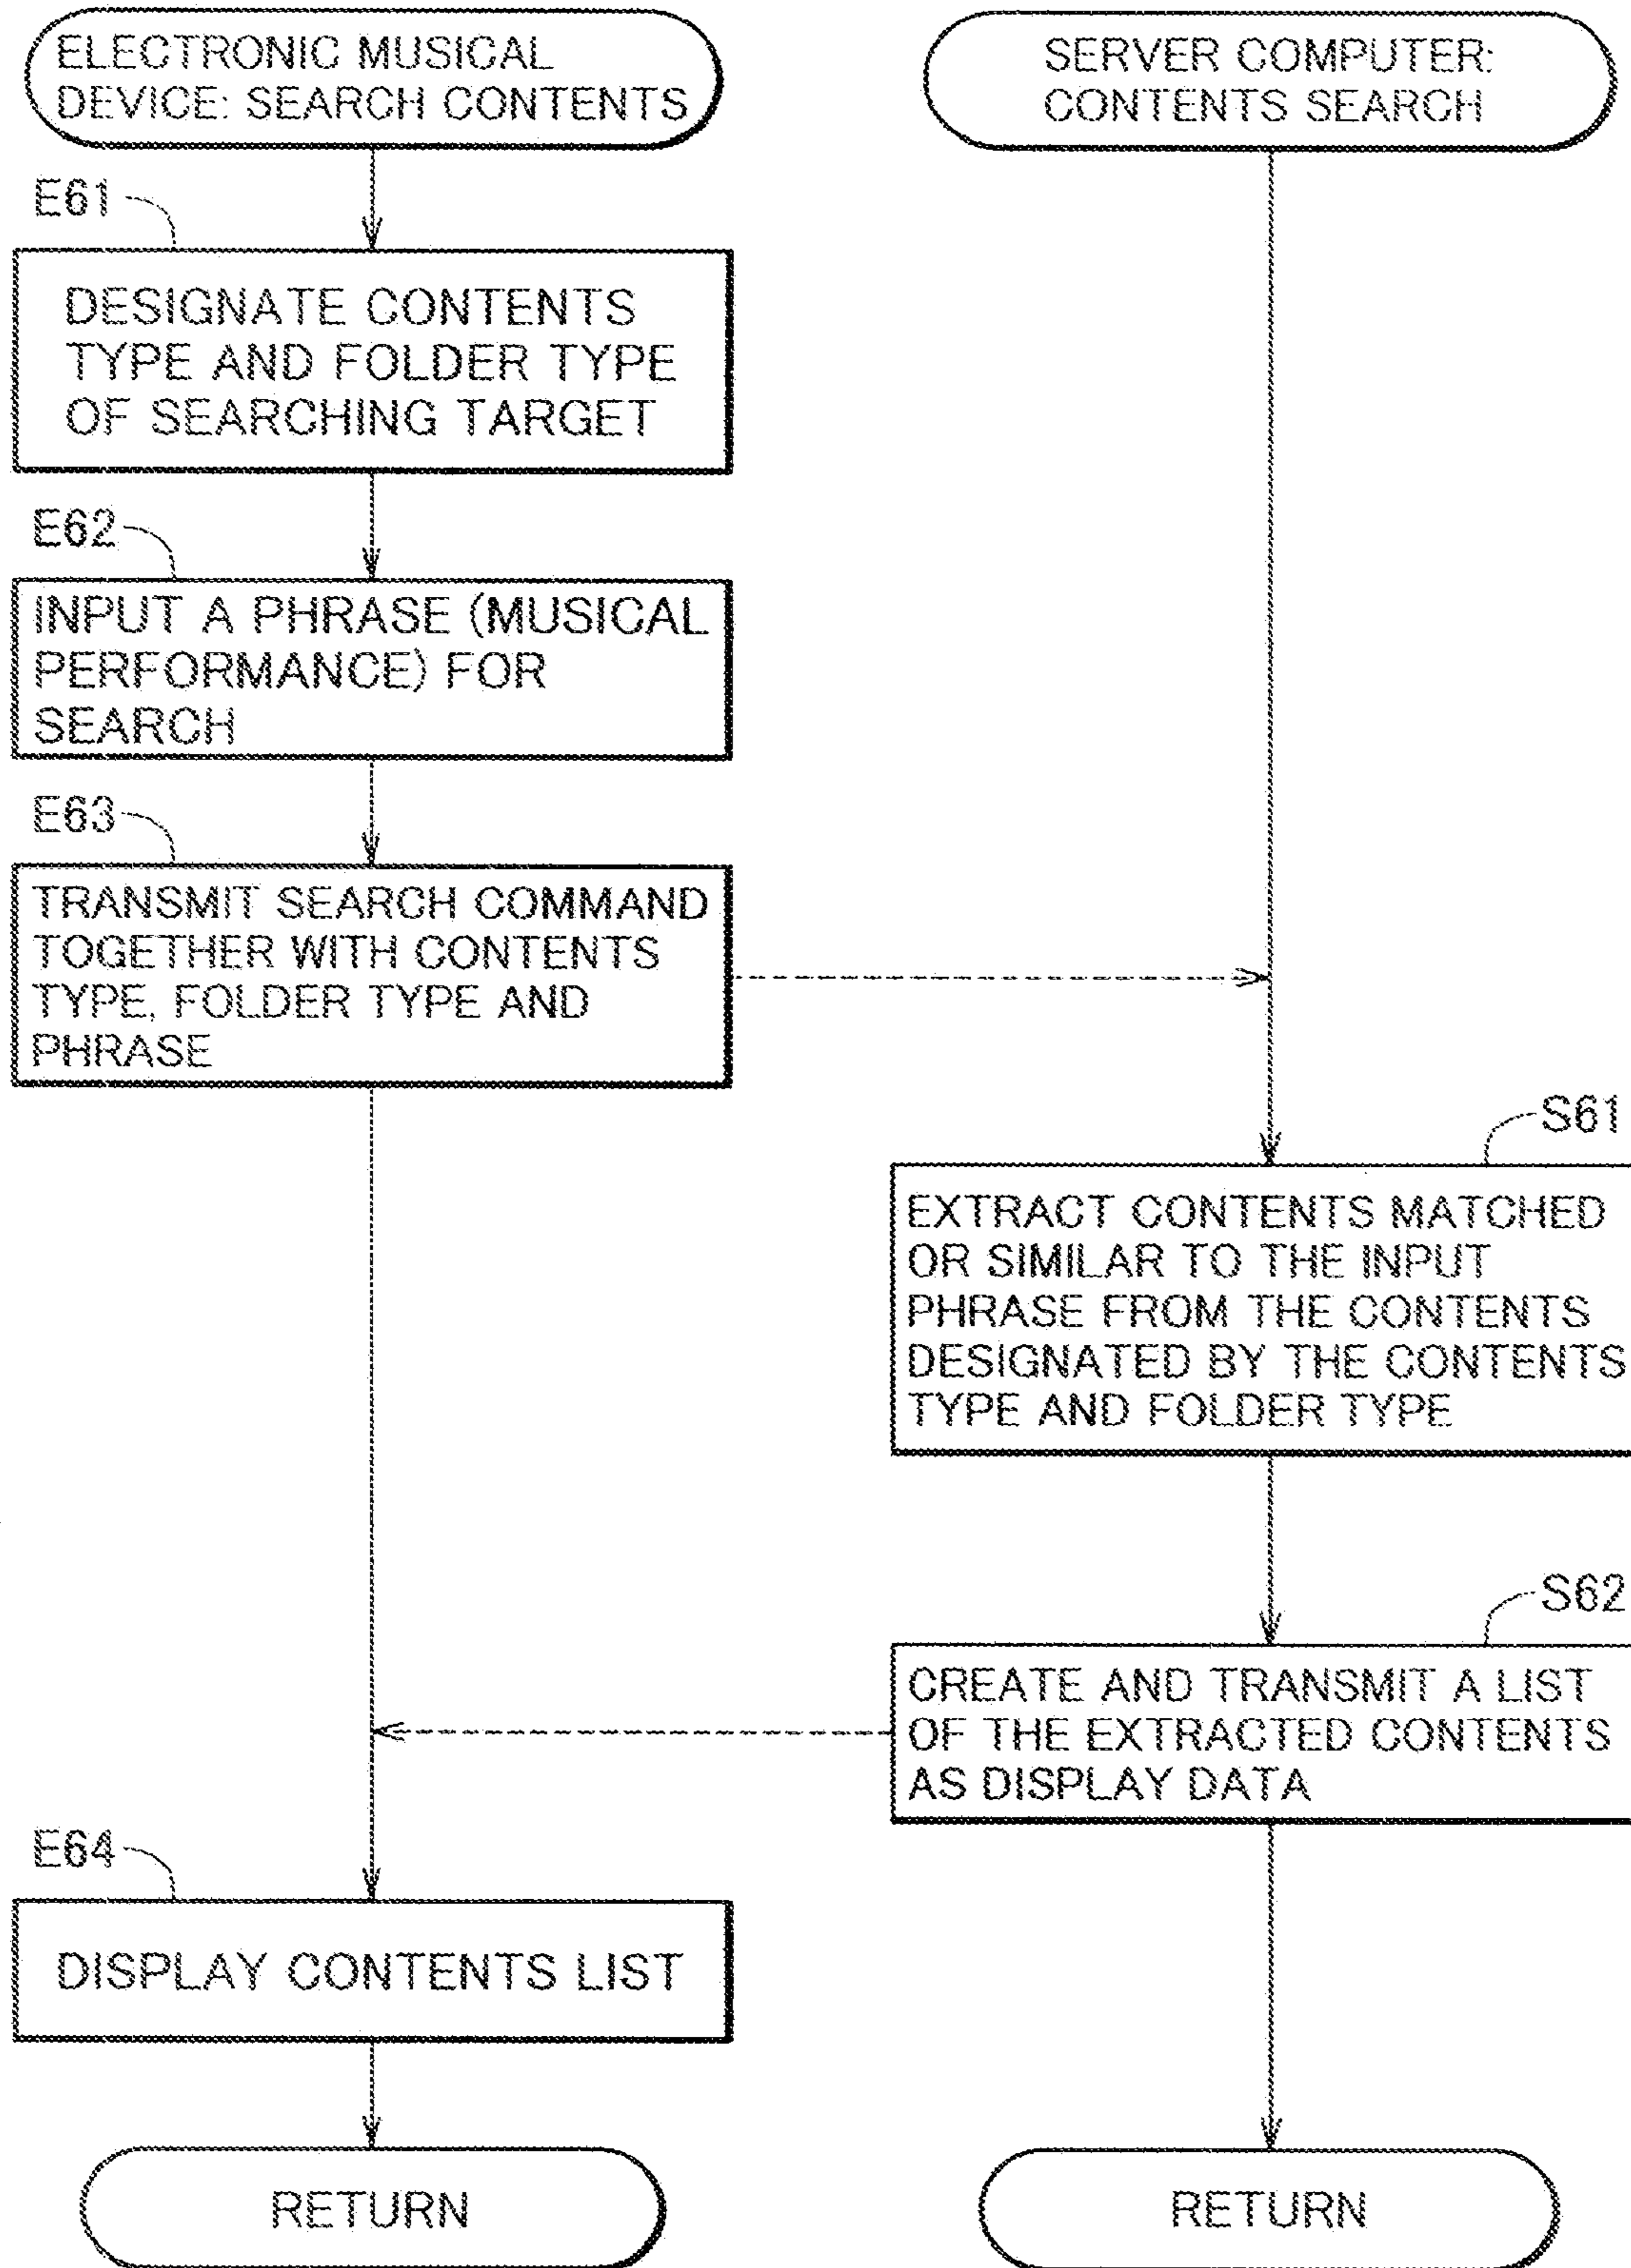 ELECTRONIC MUSICAL
DEVICE: SEARCH CONTENTS
E61
DESIGNATE CONTENTS
TYPE AND FOLDER TYPE
OF SEARCHING TARGET
E62
INPUT A PHRASE (MUSICAL
PERFORMANCE) FOR
SEARCH
E63
TRANSMIT SEARCH COMMAND
TOGETHER WITH CONTENTS
TYPE, FOLDER TYPE AND
PHRASE
E64
DISPLAY CONTENTS LIST
RETURN
SERVER COMPUTER:
CONTENTS SEARCH
S61
EXTRACT CONTENTS MATCHED
OR SIMILAR TO THE INPUT
PHRASE FROM THE CONTENTS
DESIGNATED BY THE CONTENTS
TYPE AND FOLDER TYPE
S62
CREATE AND TRANSMIT A LIST
OF THE EXTRACTED CONTENTS
AS DISPLAY DATA
RETURN